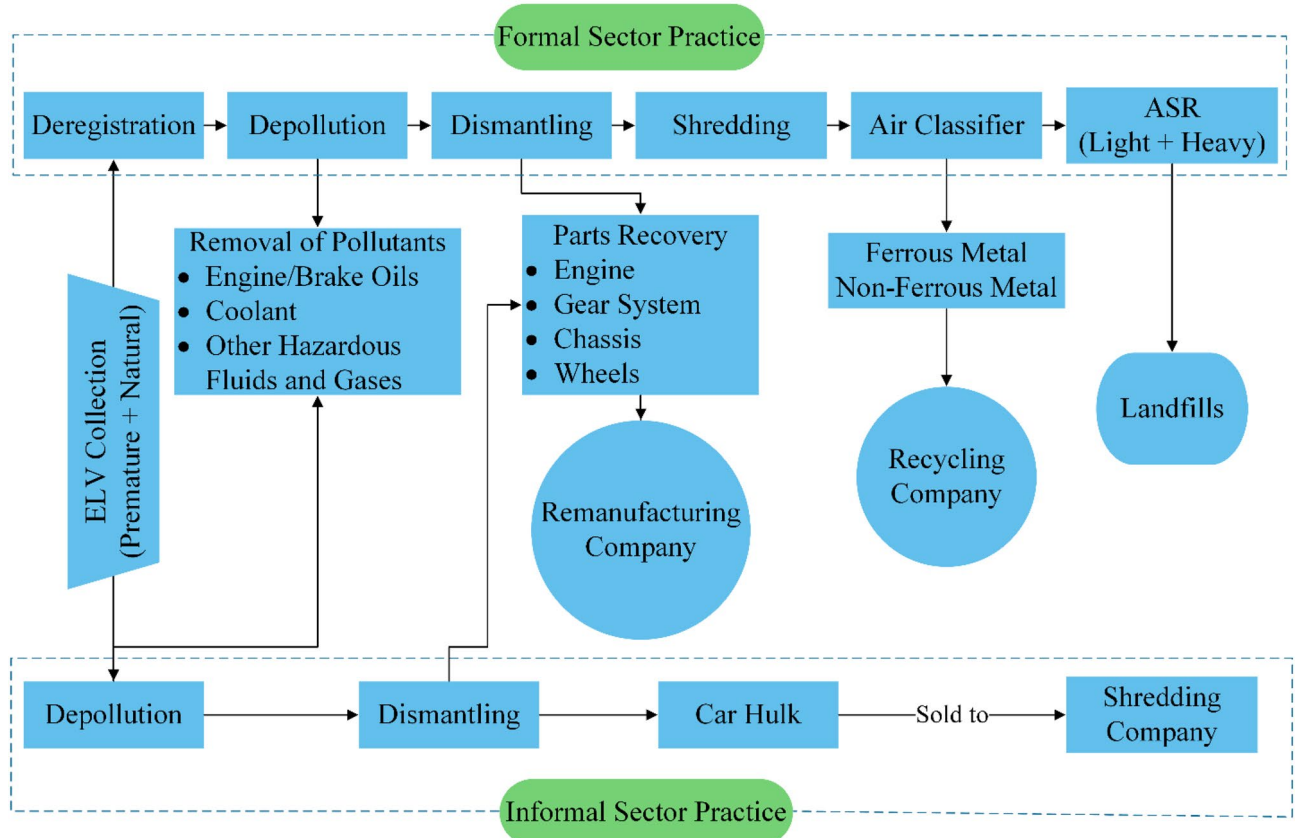 Formal Sector Practice
Deregistration
Depollution
Dismantling
Shredding
Air Classifier
ASR
(Light + Heavy)
ELV Collection
(Premature + Natural)
Removal of Pollutants
• Engine/Brake Oils
• Coolant
• Other Hazardous
Fluids and Gases
Parts Recovery
• Engine
• Gear System
• Chassis
• Wheels
Ferrous Metal
Non-Ferrous Metal
Landfills
Remanufacturing
Company
Recycling
Company
Depollution
Dismantling
Car Hulk
Sold to
Shredding
Company
Informal Sector Practice